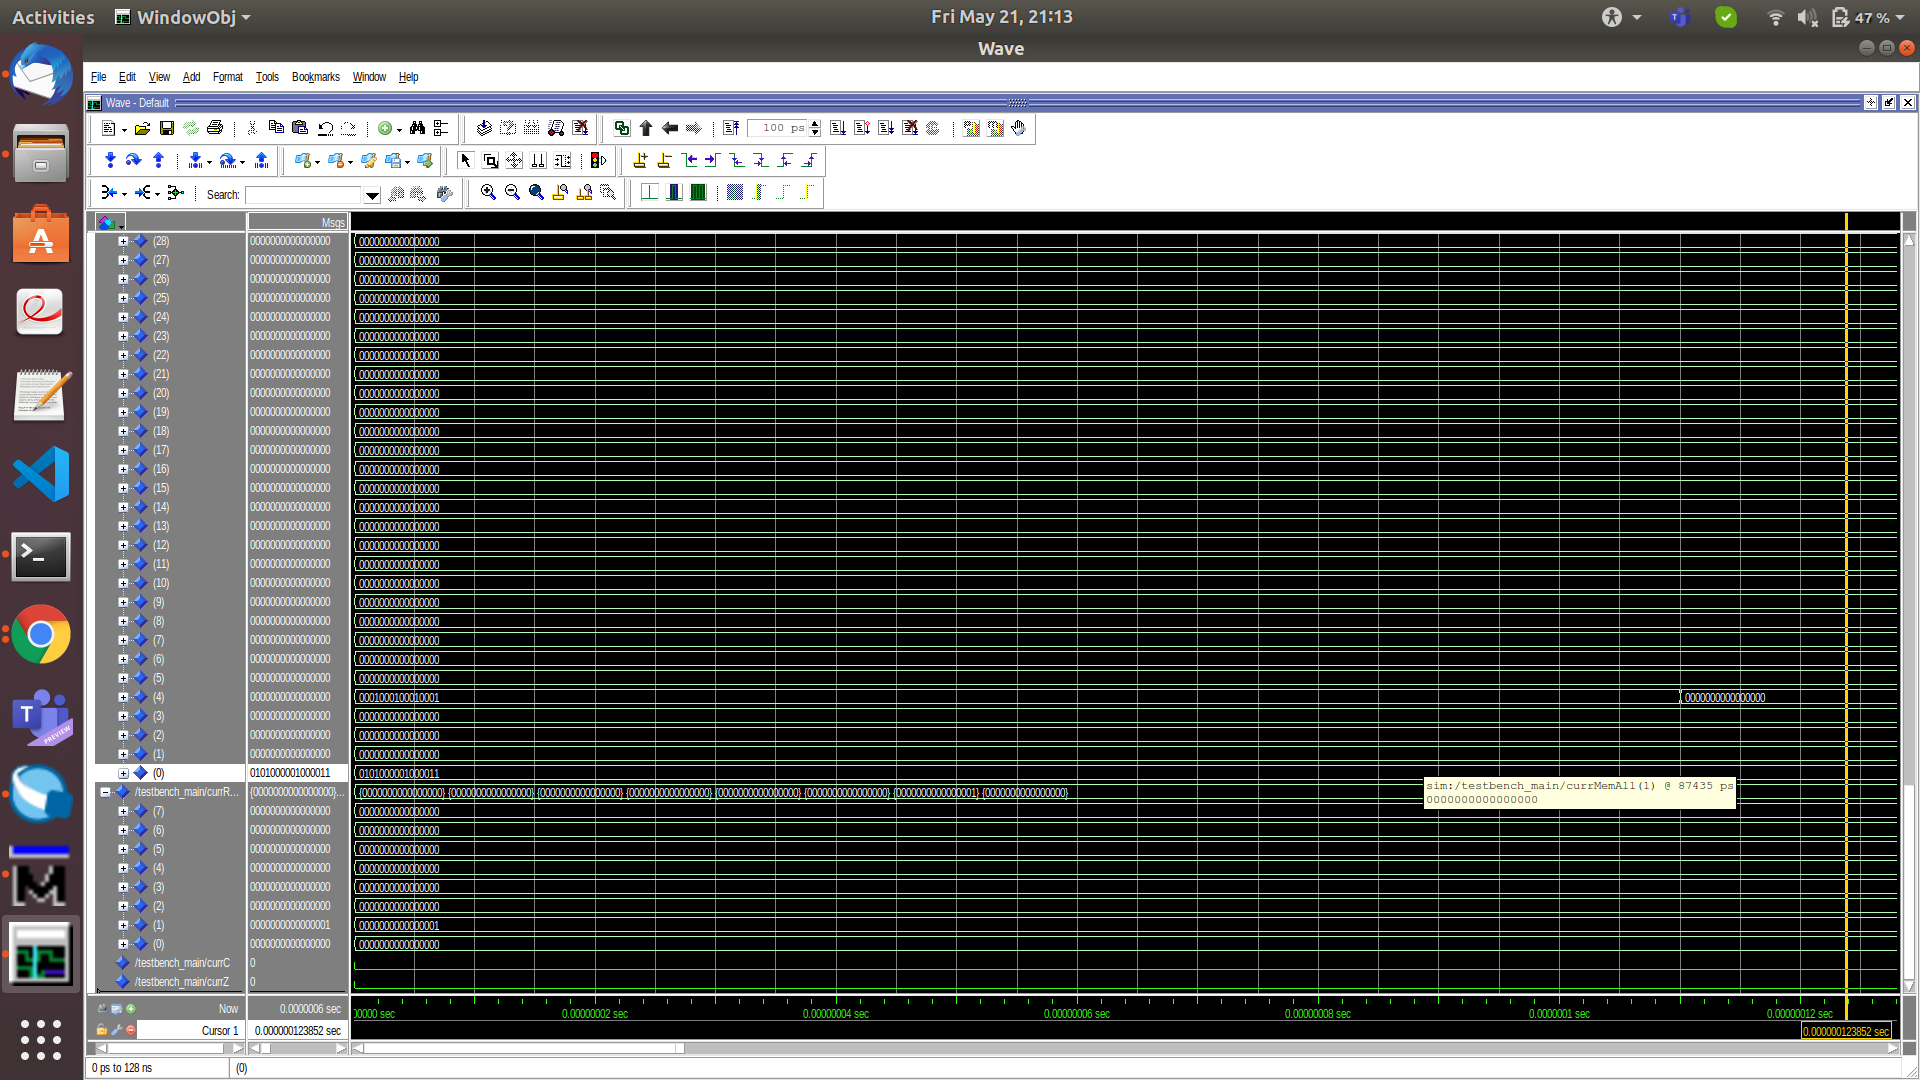 Activities WindowObj Fri May 21, 21:13 47 %
Wave
File Edit View Add Format Tools Bookmarks Window Help
Wave - Default
100 ps
Search:
Msgs
(28) 0000000000000000 0000000000000000
(27) 0000000000000000 0000000000000000
(26) 0000000000000000 0000000000000000
(25) 0000000000000000 0000000000000000
(24) 0000000000000000 0000000000000000
(23) 0000000000000000 0000000000000000
(22) 0000000000000000 0000000000000000
(21) 0000000000000000 0000000000000000
(20) 0000000000000000 0000000000000000
(19) 0000000000000000 0000000000000000
(18) 0000000000000000 0000000000000000
(17) 0000000000000000 0000000000000000
(16) 0000000000000000 0000000000000000
(15) 0000000000000000 0000000000000000
(14) 0000000000000000 0000000000000000
(13) 0000000000000000 0000000000000000
(12) 0000000000000000 0000000000000000
(11) 0000000000000000 0000000000000000
(10) 0000000000000000 0000000000000000
(9) 0000000000000000 0000000000000000
(8) 0000000000000000 0000000000000000
(7) 0000000000000000 0000000000000000
(6) 0000000000000000 0000000000000000
(5) 0000000000000000 0000000000000000
(4) 0000000000000000 0001000100010001 0000000000000000
(3) 0000000000000000 0000000000000000
(2) 0000000000000000 0000000000000000
(1) 0000000000000000 0000000000000000
(0) 0101000001000011 0101000001000011
sim:/testbench_main/currMemAll(1) @ 87435 ps
0000000000000000
/testbench_main/currR... {0000000000000000}... {0000000000000000} {0000000000000000} {0000000000000000} {0000000000000000} {0000000000000000} {0000000000000000} {0000000000000001} {0000000000000000}
(7) 0000000000000000 0000000000000000
(6) 0000000000000000 0000000000000000
(5) 0000000000000000 0000000000000000
(4) 0000000000000000 0000000000000000
(3) 0000000000000000 0000000000000000
(2) 0000000000000000 0000000000000000
(1) 0000000000000001 0000000000000001
(0) 0000000000000000 0000000000000000
/testbench_main/currC 0
/testbench_main/currZ 0
Now 0.0000006 sec 00000 sec 0.00000002 sec 0.00000004 sec 0.00000006 sec 0.00000008 sec 0.0000001 sec 0.00000012 sec
Cursor 1 0.000000123852 sec 0.000000123852 sec
0 ps to 128 ns (0)
T
PREVIEW
M